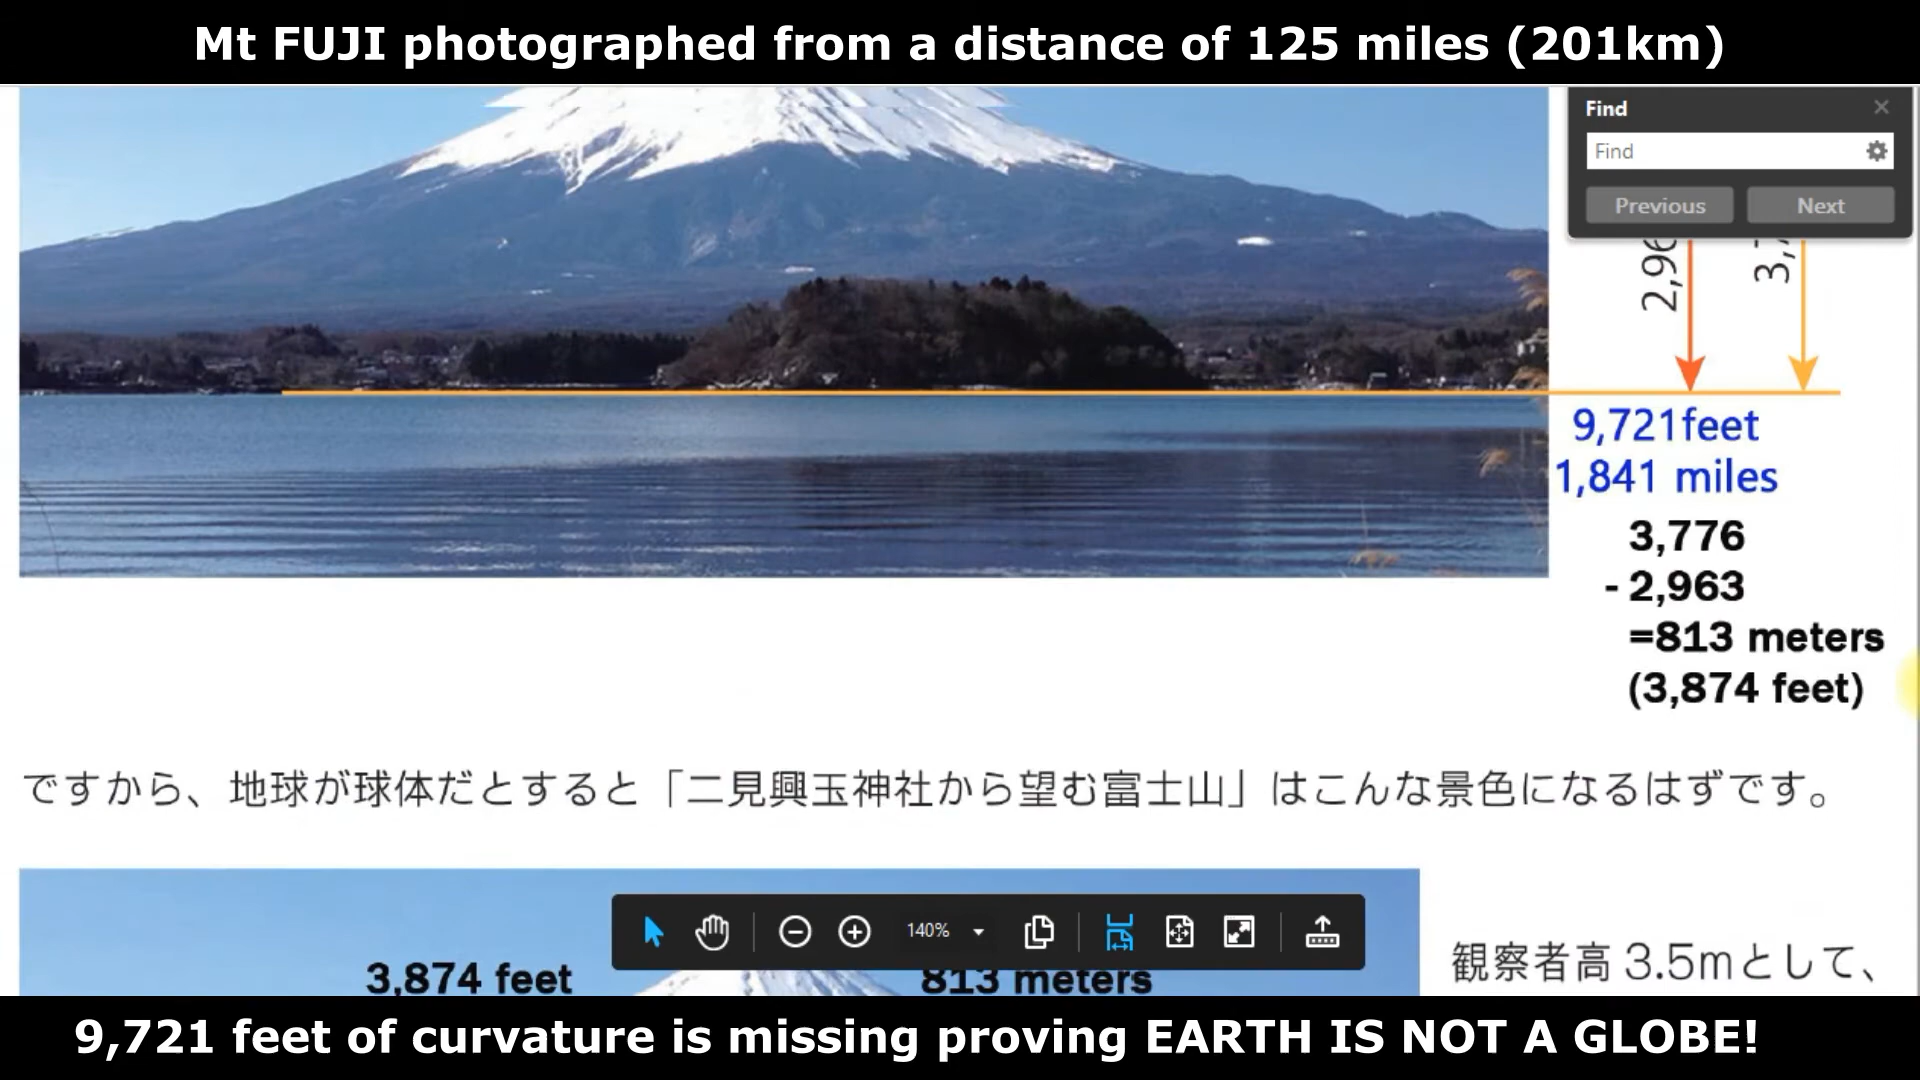 Mt FUJI photographed from a distance of 125 miles (201km)
Find
Find
Previous Next
2,96
3,
9,721feet
1,841 miles
3,776
- 2,963
=813 meters
(3,874 feet)
ですから、地球が球体だとすると「二見興玉神社から望む富士山」はこんな景色になるはずです。
140%
3,874 feet 813 meters
観察者高 3.5mとして、
9,721 feet of curvature is missing proving EARTH IS NOT A GLOBE!